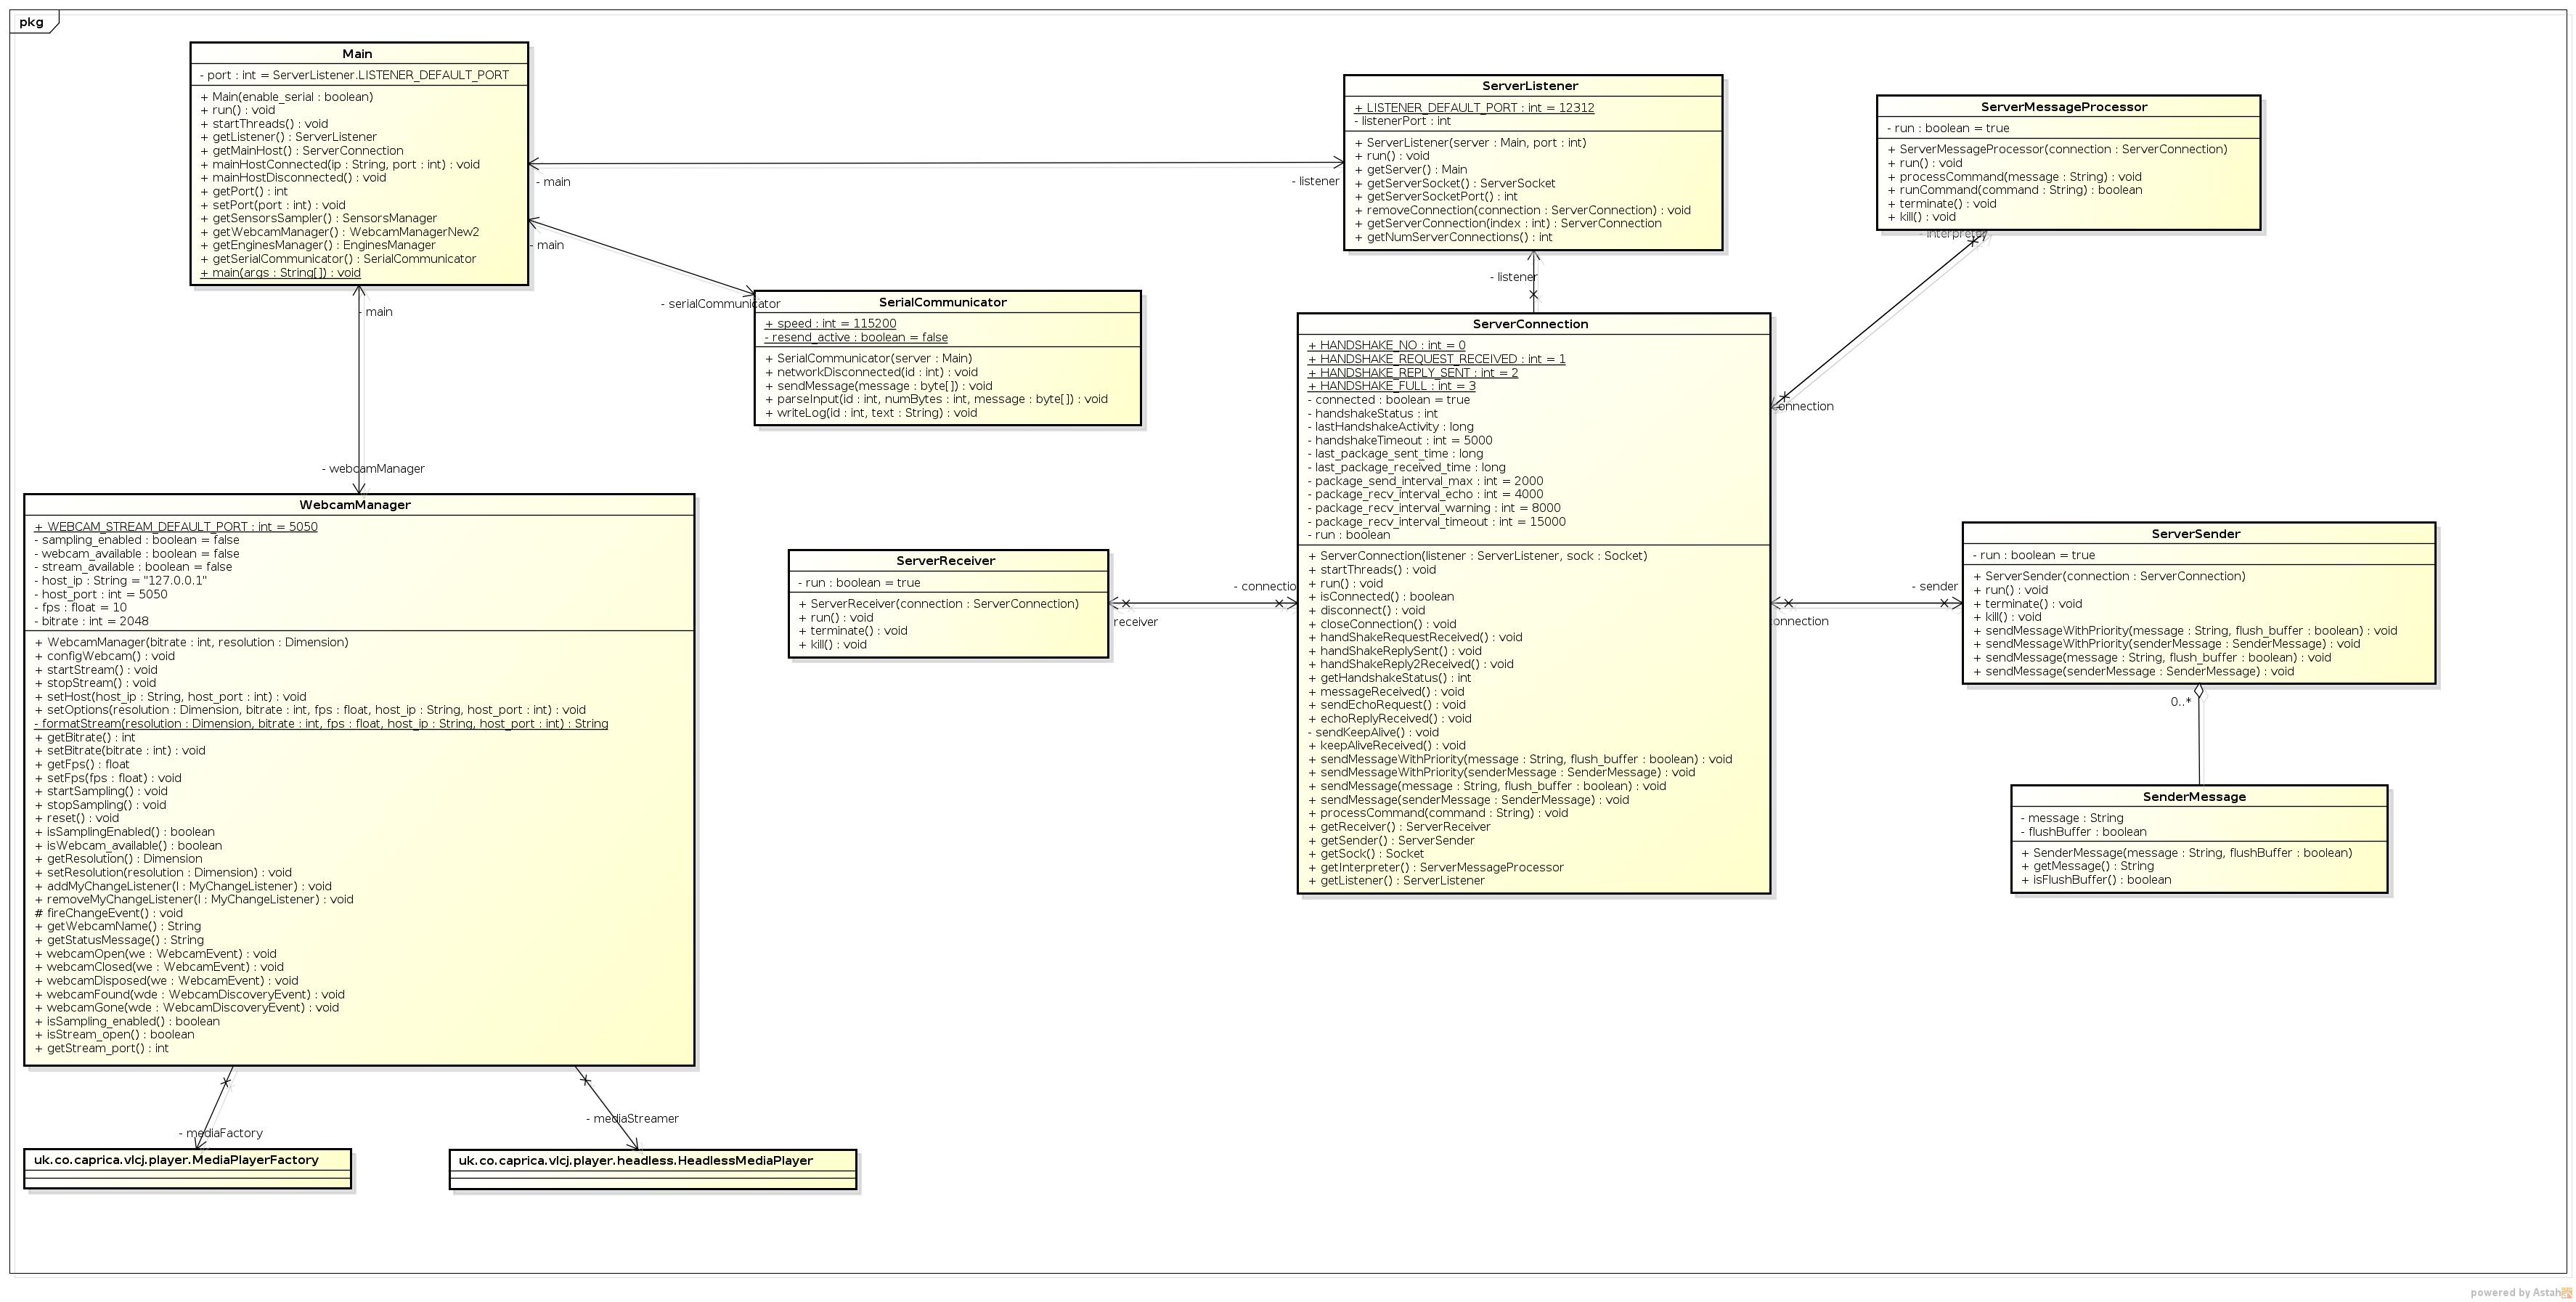 pkg
Main
- port : int = ServerListener.LISTENER_DEFAULT_PORT
+ Main(enable_serial : boolean)
+ run() : void
+ startThreads() : void
+ getListener() : ServerListener
+ getMainHost() : ServerConnection
+ mainHostConnected(ip : String, port : int) : void
+ mainHostDisconnected() : void
+ getPort() : int
+ setPort(port : int) : void
+ getSensorsSampler() : SensorsManager
+ getWebcamManager() : WebcamManagerNew2
+ getEnginesManager() : EnginesManager
+ getSerialCommunicator() : SerialCommunicator
+ main(args : String[]) : void
- main
- listener
- main
- serialCommunicator
- main
- webcamManager
ServerListener
+ LISTENER_DEFAULT_PORT : int = 12312
- listenerPort : int
+ ServerListener(server : Main, port : int)
+ run() : void
+ getServer() : Main
+ getServerSocket() : ServerSocket
+ getServerSocketPort() : int
+ removeConnection(connection : ServerConnection) : void
+ getServerConnection(index : int) : ServerConnection
+ getNumServerConnections() : int
- listener
ServerMessageProcessor
- run : boolean = true
+ ServerMessageProcessor(connection : ServerConnection)
+ run() : void
+ processCommand(message : String) : void
+ runCommand(command : String) : boolean
+ terminate() : void
+ kill() : void
- interpreter
onnection
SerialCommunicator
+ speed : int = 115200
- resend_active : boolean = false
+ SerialCommunicator(server : Main)
+ networkDisconnected(id : int) : void
+ sendMessage(message : byte[]) : void
+ parseInput(id : int, numBytes : int, message : byte[]) : void
+ writeLog(id : int, text : String) : void
ServerConnection
+ HANDSHAKE_NO : int = 0
+ HANDSHAKE_REQUEST_RECEIVED : int = 1
+ HANDSHAKE_REPLY_SENT : int = 2
+ HANDSHAKE_FULL : int = 3
- connected : boolean = true
- handshakeStatus : int
- lastHandshakeActivity : long
- handshakeTimeout : int = 5000
- last_package_sent_time : long
- last_package_received_time : long
- package_send_interval_max : int = 2000
- package_recv_interval_echo : int = 4000
- package_recv_interval_warning : int = 8000
- package_recv_interval_timeout : int = 15000
- run : boolean
+ ServerConnection(listener : ServerListener, sock : Socket)
+ startThreads() : void
+ run() : void
+ isConnected() : boolean
+ disconnect() : void
+ closeConnection() : void
+ handShakeRequestReceived() : void
+ handShakeReplySent() : void
+ handShakeReply2Received() : void
+ getHandshakeStatus() : int
+ messageReceived() : void
+ sendEchoRequest() : void
+ echoReplyReceived() : void
- sendKeepAlive() : void
+ keepAliveReceived() : void
+ sendMessageWithPriority(message : String, flush_buffer : boolean) : void
+ sendMessageWithPriority(senderMessage : SenderMessage) : void
+ sendMessage(message : String, flush_buffer : boolean) : void
+ sendMessage(senderMessage : SenderMessage) : void
+ processCommand(command : String) : void
+ getReceiver() : ServerReceiver
+ getSender() : ServerSender
+ getSock() : Socket
+ getInterpreter() : ServerMessageProcessor
+ getListener() : ServerListener
WebcamManager
+ WEBCAM_STREAM_DEFAULT_PORT : int = 5050
- sampling_enabled : boolean = false
- webcam_available : boolean = false
- stream_available : boolean = false
- host_ip : String = "127.0.0.1"
- host_port : int = 5050
- fps : float = 10
- bitrate : int = 2048
+ WebcamManager(bitrate : int, resolution : Dimension)
+ configWebcam() : void
+ startStream() : void
+ stopStream() : void
+ setHost(host_ip : String, host_port : int) : void
+ setOptions(resolution : Dimension, bitrate : int, fps : float, host_ip : String, host_port : int) : void
- formatStream(resolution : Dimension, bitrate : int, fps : float, host_ip : String, host_port : int) : String
+ getBitrate() : int
+ setBitrate(bitrate : int) : void
+ getFps() : float
+ setFps(fps : float) : void
+ startSampling() : void
+ stopSampling() : void
+ reset() : void
+ isSamplingEnabled() : boolean
+ isWebcam_available() : boolean
+ getResolution() : Dimension
+ setResolution(resolution : Dimension) : void
+ addMyChangeListener(l : MyChangeListener) : void
+ removeMyChangeListener(l : MyChangeListener) : void
# fireChangeEvent() : void
+ getWebcamName() : String
+ getStatusMessage() : String
+ webcamOpen(we : WebcamEvent) : void
+ webcamClosed(we : WebcamEvent) : void
+ webcamDisposed(we : WebcamEvent) : void
+ webcamFound(wde : WebcamDiscoveryEvent) : void
+ webcamGone(wde : WebcamDiscoveryEvent) : void
+ isSampling_enabled() : boolean
+ isStream_open() : boolean
+ getStream_port() : int
ServerReceiver
- run : boolean = true
+ ServerReceiver(connection : ServerConnection)
+ run() : void
+ terminate() : void
+ kill() : void
- connectio
receiver
ServerSender
- run : boolean = true
+ ServerSender(connection : ServerConnection)
+ run() : void
+ terminate() : void
+ kill() : void
+ sendMessageWithPriority(message : String, flush_buffer : boolean) : void
+ sendMessageWithPriority(senderMessage : SenderMessage) : void
+ sendMessage(message : String, flush_buffer : boolean) : void
+ sendMessage(senderMessage : SenderMessage) : void
- sender
onnection
0..*
SenderMessage
- message : String
- flushBuffer : boolean
+ SenderMessage(message : String, flushBuffer : boolean)
+ getMessage() : String
+ isFlushBuffer() : boolean
- mediaFactory
- mediaStreamer
uk.co.caprica.vlcj.player.MediaPlayerFactory
uk.co.caprica.vlcj.player.headless.HeadlessMediaPlayer
powered by Astah